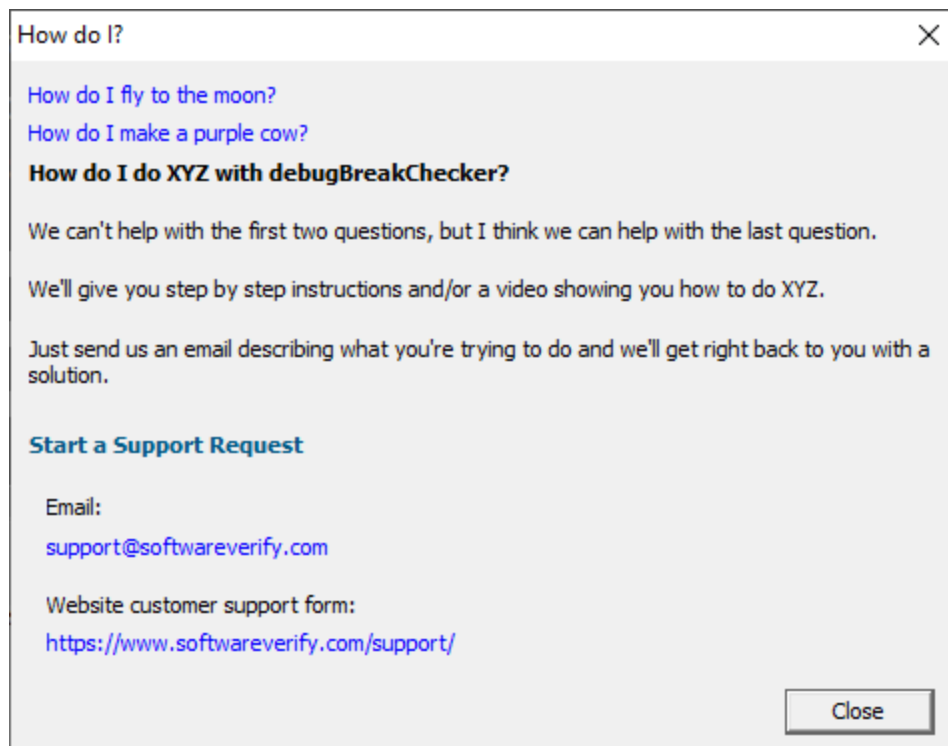 How do I?
How do I fly to the moon?
How do I make a purple cow?
How do I do XYZ with debugBreakChecker?
We can't help with the first two questions, but I think we can help with the last question.
We'll give you step by step instructions and/or a video showing you how to do XYZ.
Just send us an email describing what you're trying to do and we'll get right back to you with a
solution.
Start a Support Request
Email:
support@softwareverify.com
Website customer support form:
https://www.softwareverify.com/support/
Close